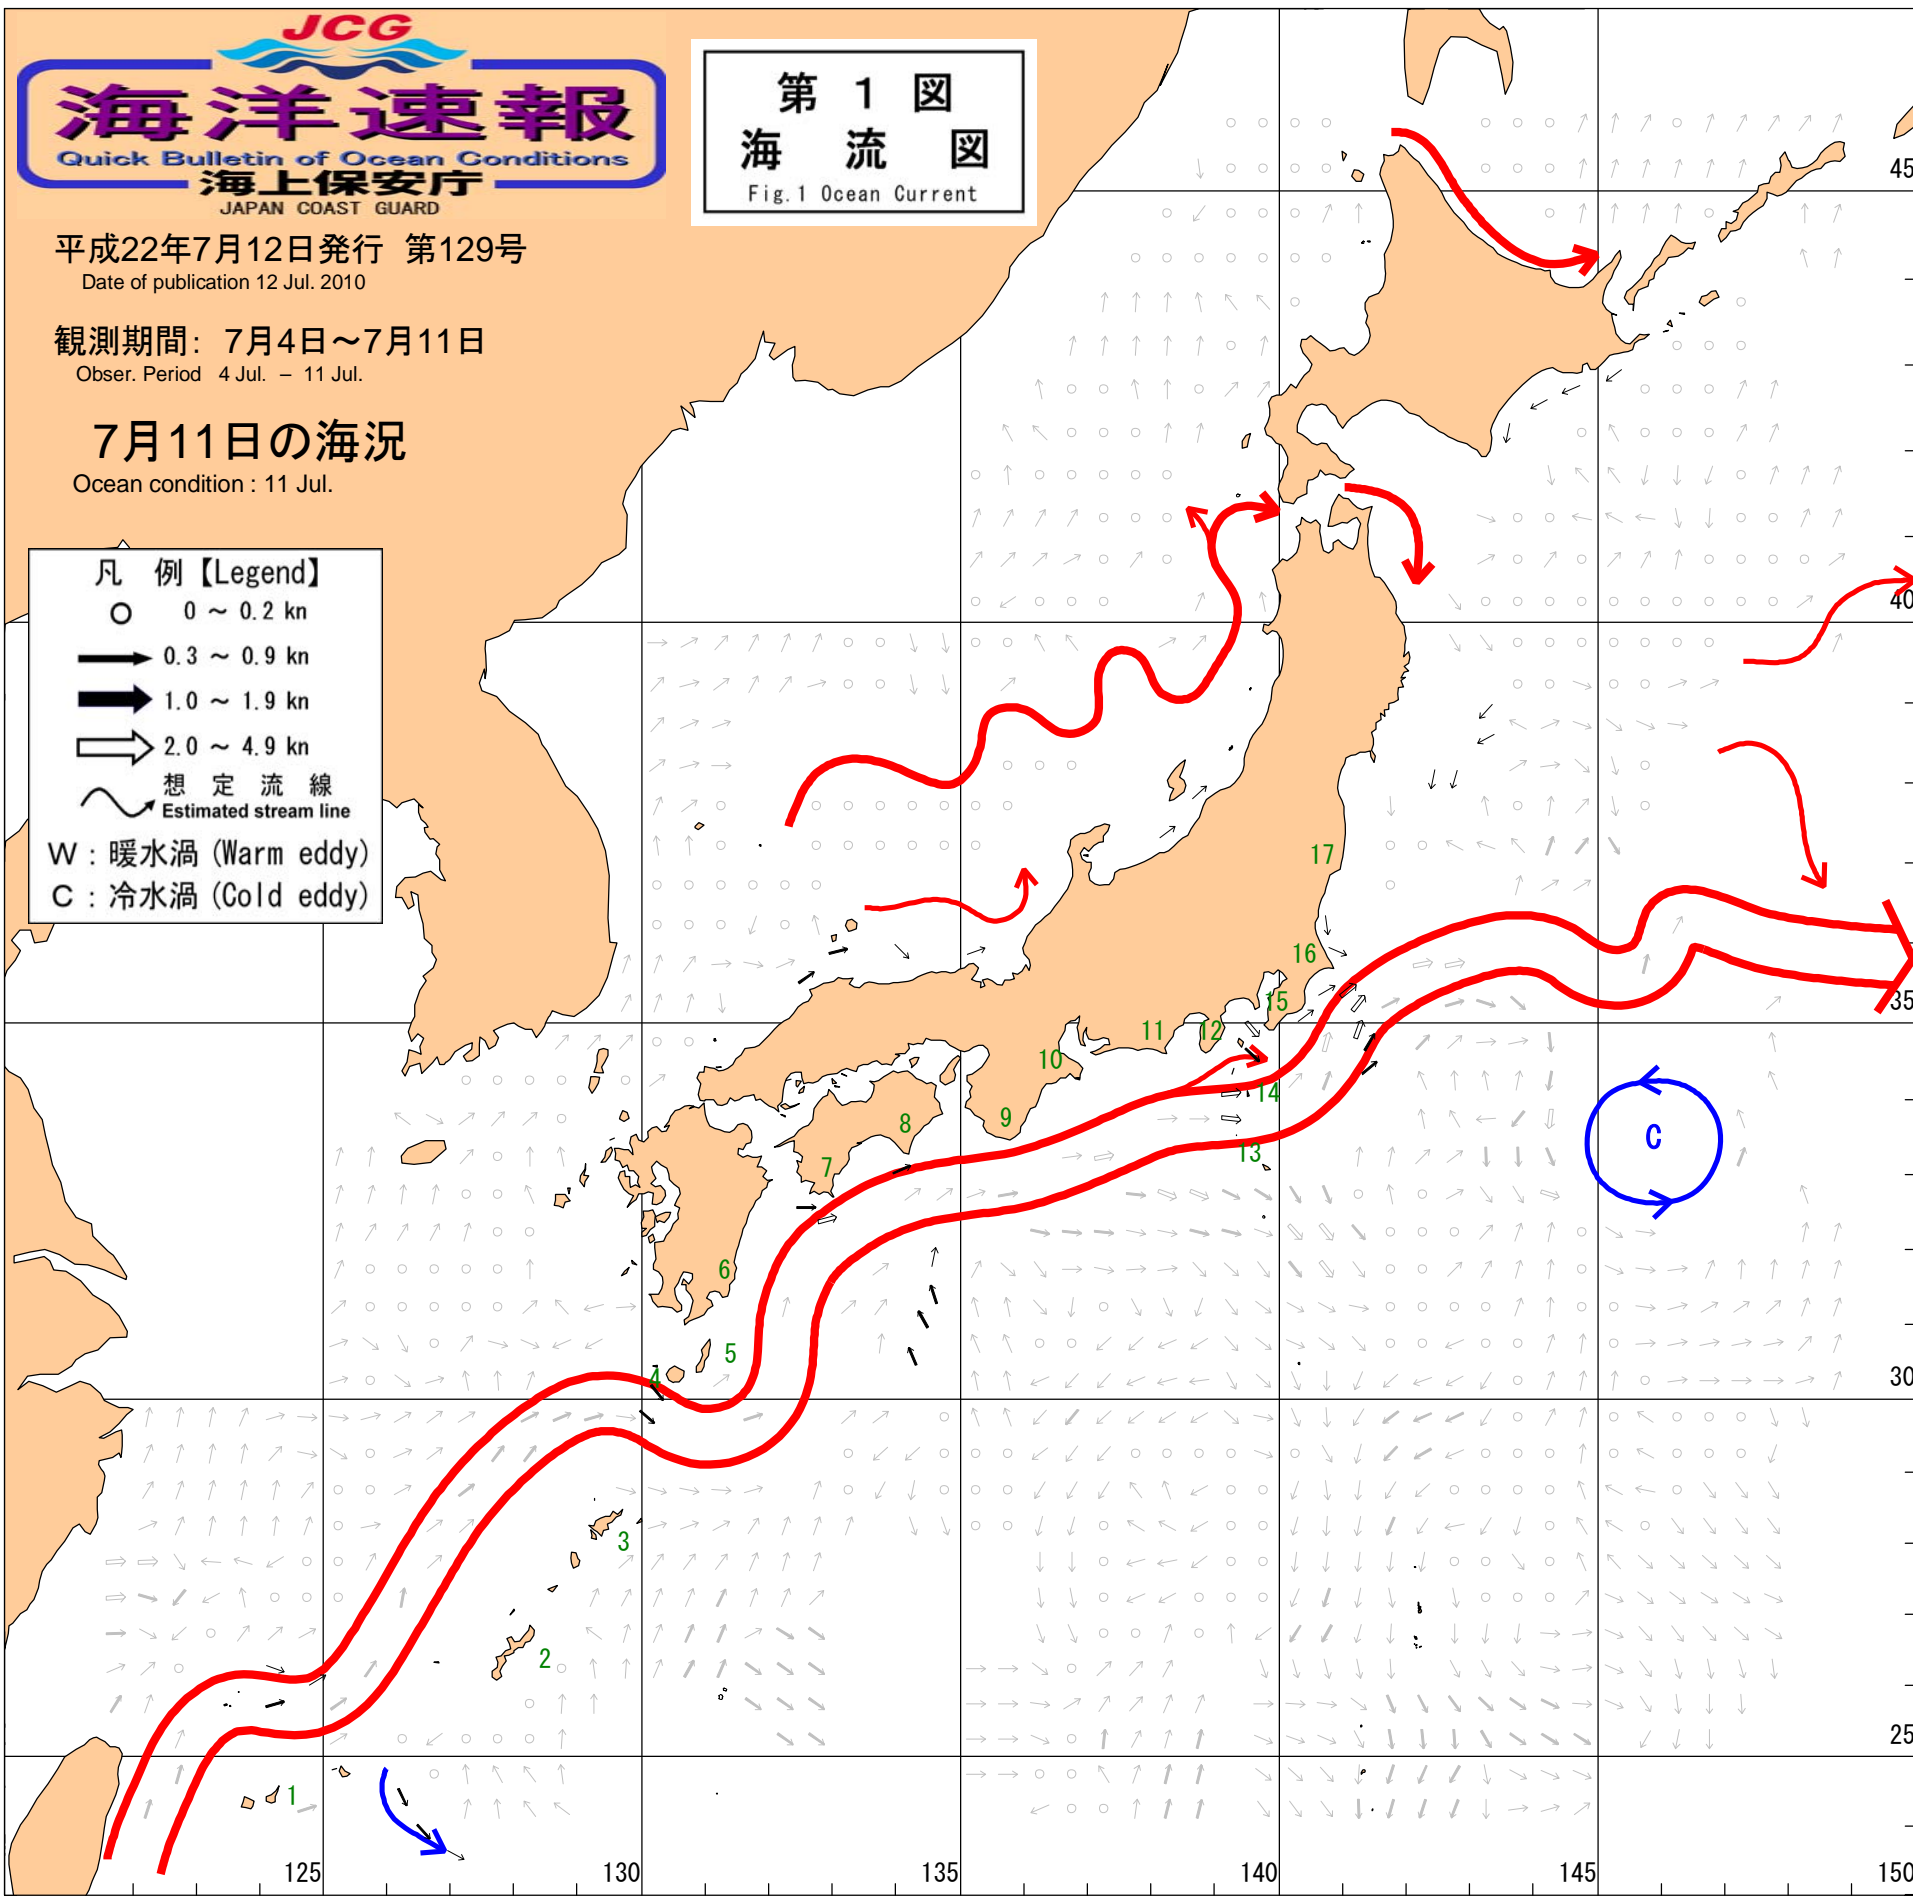 JCG
海洋速報
Quick Bulletin of Ocean Conditions
海上保安庁
JAPAN COAST GUARD
第 1 図
海 流 図
Fig.1 Ocean Current
平成22年7月12日発行 第129号
Date of publication 12 Jul. 2010
観測期間: 7月4日～7月11日
Obser. Period 4 Jul. – 11 Jul.
7月11日の海況
Ocean condition : 11 Jul.
凡 例【Legend】
0 ～ 0.2 kn
0.3 ～ 0.9 kn
1.0 ～ 1.9 kn
2.0 ～ 4.9 kn
想 定 流 線
Estimated stream line
W : 暖水渦 (Warm eddy)
C : 冷水渦 (Cold eddy)
45
40
17
16
15
35
11
12
10
14
9
8
C
13
7
6
5
4
30
3
2
25
1
125
130
135
140
145
150